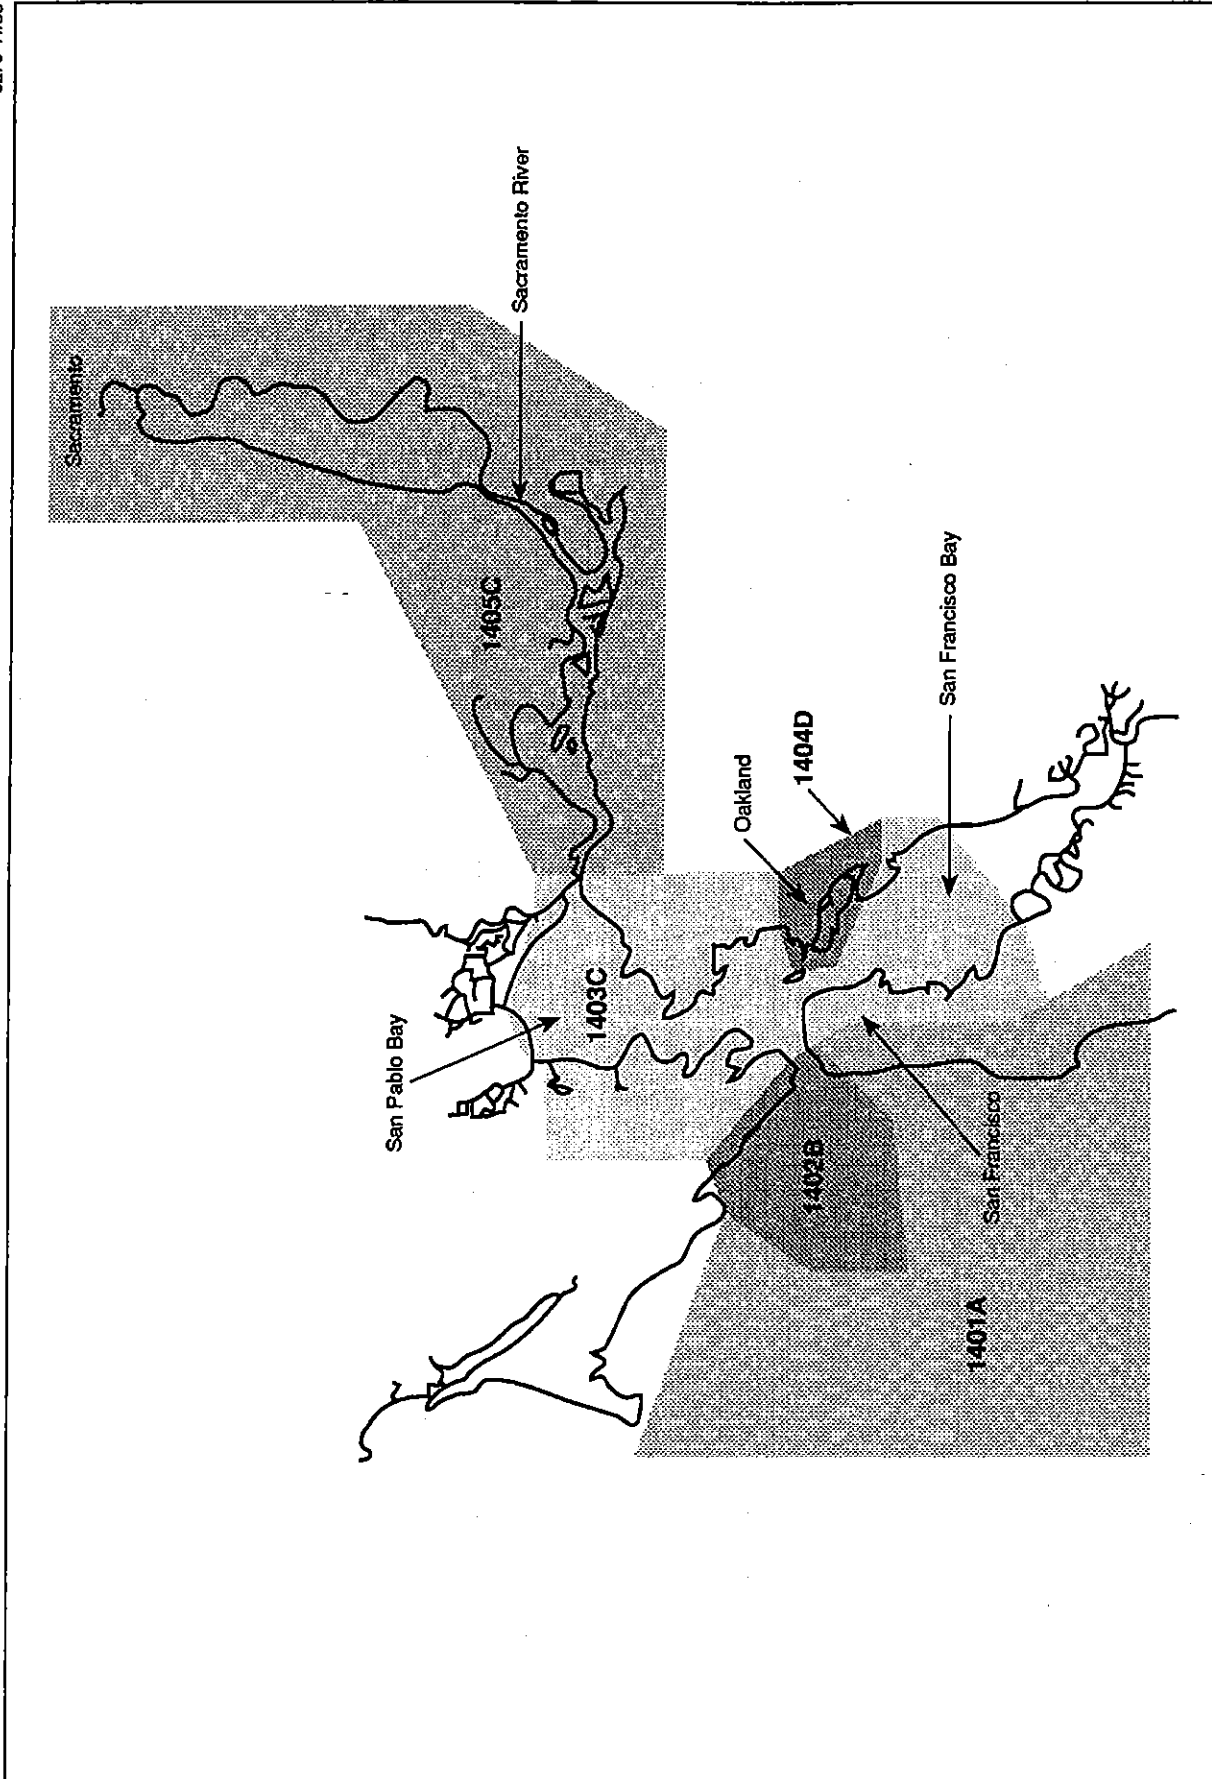 Sacramento
Sacramento River
1405C
San Pablo Bay
1403C
Oakland
1404D
San Francisco Bay
1402B
San Francisco
1401A